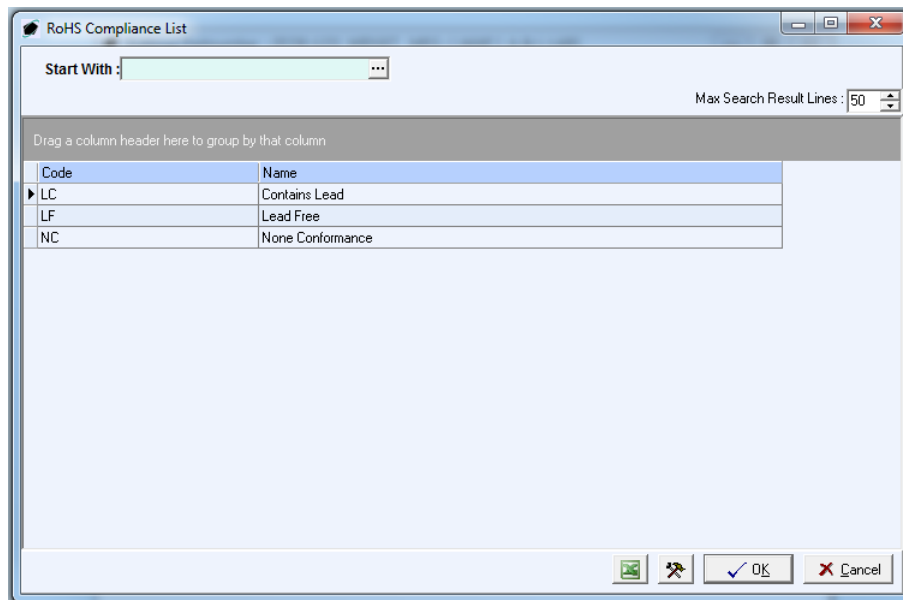 RoHS Compliance List
Start With :
Max Search Result Lines : 50
Drag a column header here to group by that column
Code Name
LC Contains Lead
LF Lead Free
NC None Conformance
OK Cancel